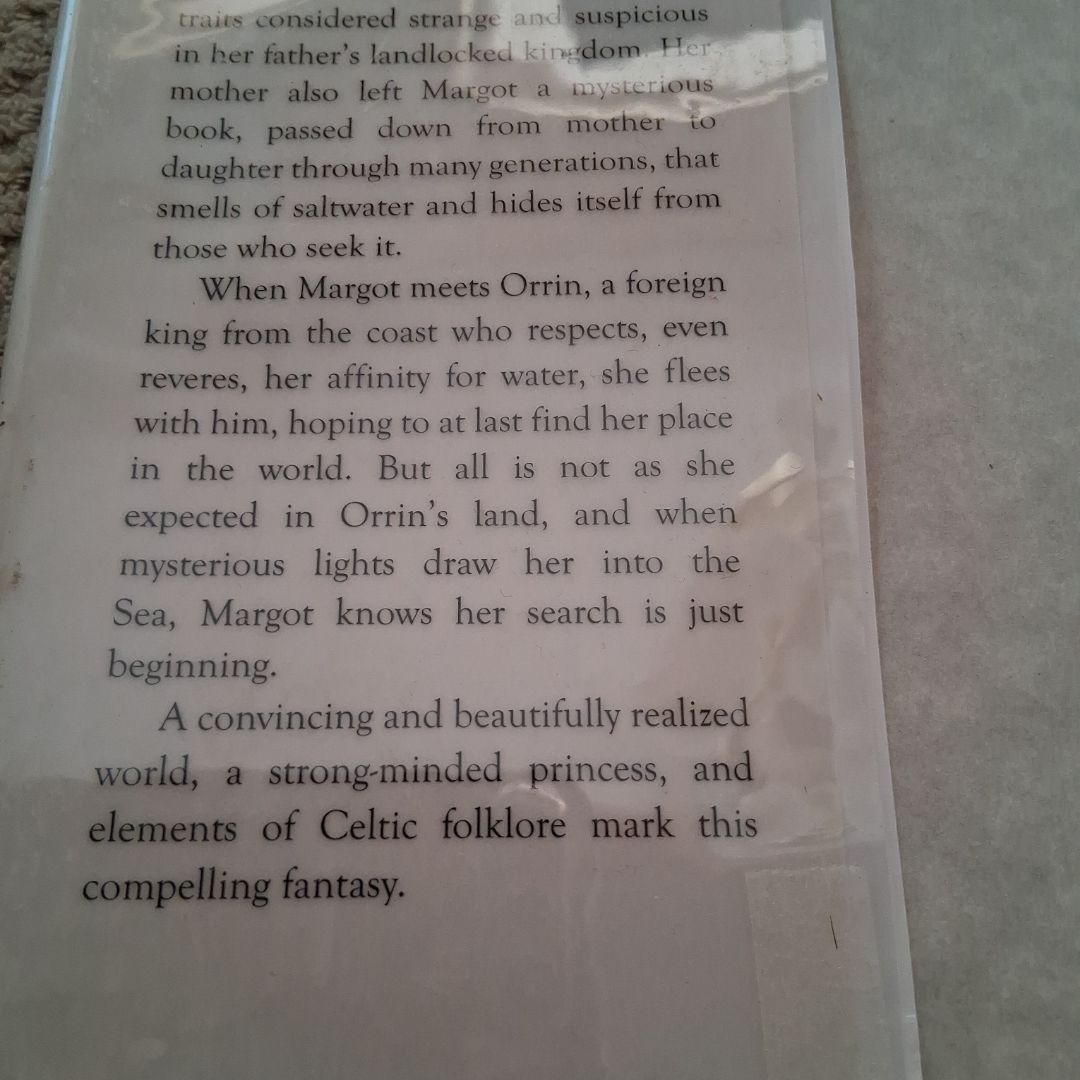 traits considered strange and suspicious
in her father's landlocked kingdom. Her
mother also left Margot a mysterious
book, passed down from mother to
daughter through many generations, that
smells of saltwater and hides itself from
those who seek it.
When Margot meets Orrin, a foreign
king from the coast who respects, even
reveres, her affinity for water, she flees
with him, hoping to at last find her place
in the world. But all is not as she
expected in Orrin's land, and when
mysterious lights draw her into the
Sea, Margot knows her search is just
beginning.
A convincing and beautifully realized
world, a strong-minded princess, and
elements of Celtic folklore mark this
compelling fantasy.